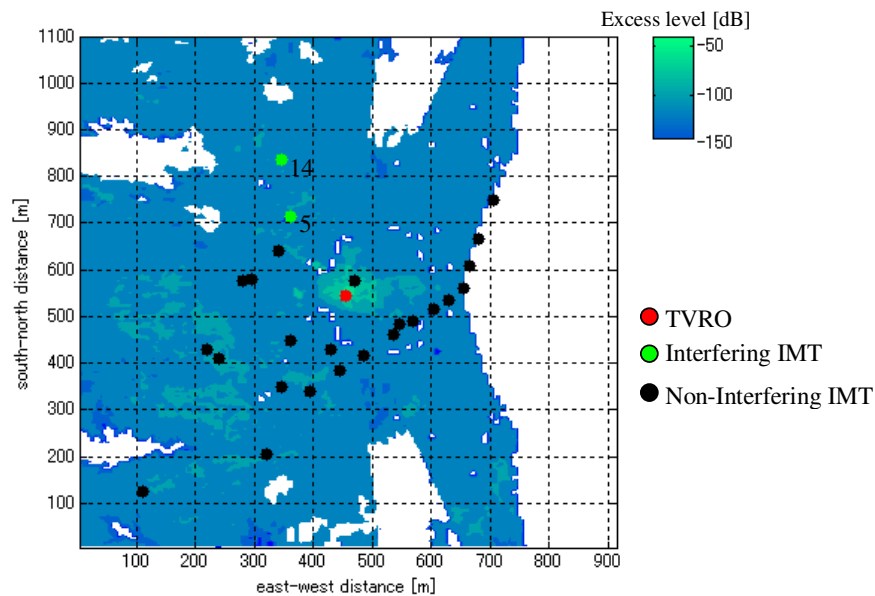 Excess level [dB]
−50
−100
−150
1100
1000
900
800
700
600
500
400
300
200
100
south-north distance [m]
14
5
100 200 300 400 500 600 700 800 900
east-west distance [m]
TVRO
Interfering IMT
Non-Interfering IMT